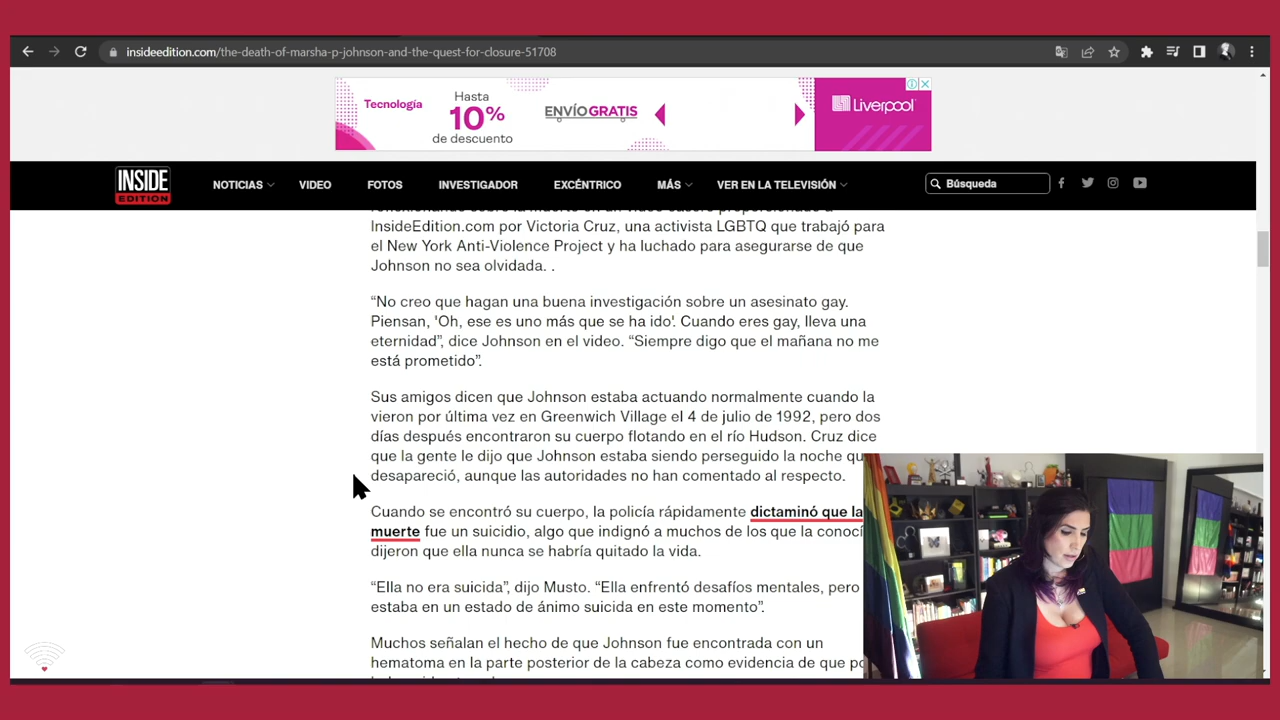 insideedition.com/the-death-of-marsha-p-johnson-and-the-quest-for-closure-51708
Tecnología
Hasta
10%
de descuento
ENVÍO GRATIS
Liverpool
INSIDE
EDITION
NOTICIAS
VIDEO
FOTOS
INVESTIGADOR
EXCÉNTRICO
MÁS
VER EN LA TELEVISIÓN
Búsqueda
InsideEdition.com por Victoria Cruz, una activista LGBTQ que trabajó para
el New York Anti-Violence Project y ha luchado para asegurarse de que
Johnson no sea olvidada. .
“No creo que hagan una buena investigación sobre un asesinato gay.
Piensan, 'Oh, ese es uno más que se ha ido'. Cuando eres gay, lleva una
eternidad”, dice Johnson en el video. “Siempre digo que el mañana no me
está prometido”.
Sus amigos dicen que Johnson estaba actuando normalmente cuando la
vieron por última vez en Greenwich Village el 4 de julio de 1992, pero dos
días después encontraron su cuerpo flotando en el río Hudson. Cruz dice
que la gente le dijo que Johnson estaba siendo perseguido la noche qu
desapareció, aunque las autoridades no han comentado al respecto.
Cuando se encontró su cuerpo, la policía rápidamente dictaminó que la
muerte fue un suicidio, algo que indignó a muchos de los que la conocí
dijeron que ella nunca se habría quitado la vida.
“Ella no era suicida”, dijo Musto. “Ella enfrentó desafíos mentales, pero
estaba en un estado de ánimo suicida en este momento”.
Muchos señalan el hecho de que Johnson fue encontrada con un
hematoma en la parte posterior de la cabeza como evidencia de que po